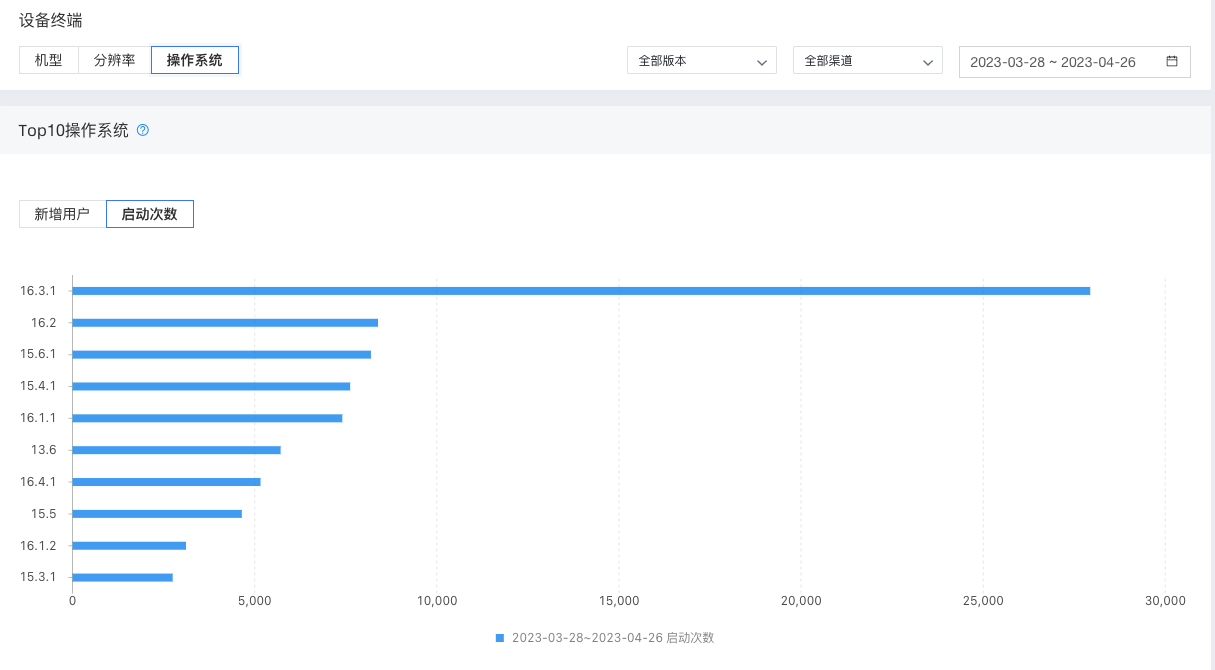 设备终端
机型 分辨率 操作系统 全部版本 全部渠道 2023-03-28 ~ 2023-04-26
Top10操作系统 ?
新增用户 启动次数
16.3.1
16.2
15.6.1
15.4.1
16.1.1
13.6
16.4.1
15.5
16.1.2
15.3.1
0 5,000 10,000 15,000 20,000 25,000 30,000
2023-03-28~2023-04-26 启动次数